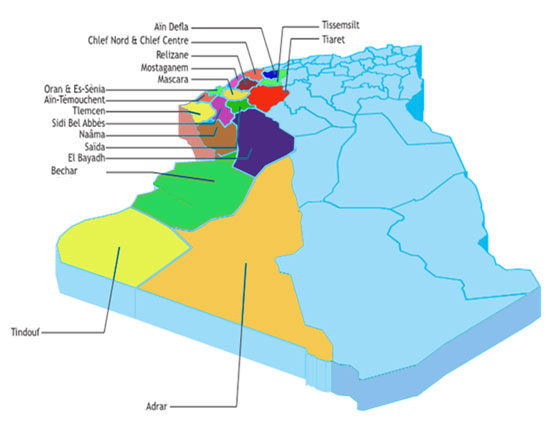 Aïn Defla
Chlef Nord & Chlef Centre
Relizane
Mostaganem
Mascara
Oran & Es-Sénia
Aïn-Témouchent
Tlemcen
Sidi Bel Abbès
Naâma
Saïda
El Bayadh
Bechar
Tissemsilt
Tiaret
Tindouf
Adrar